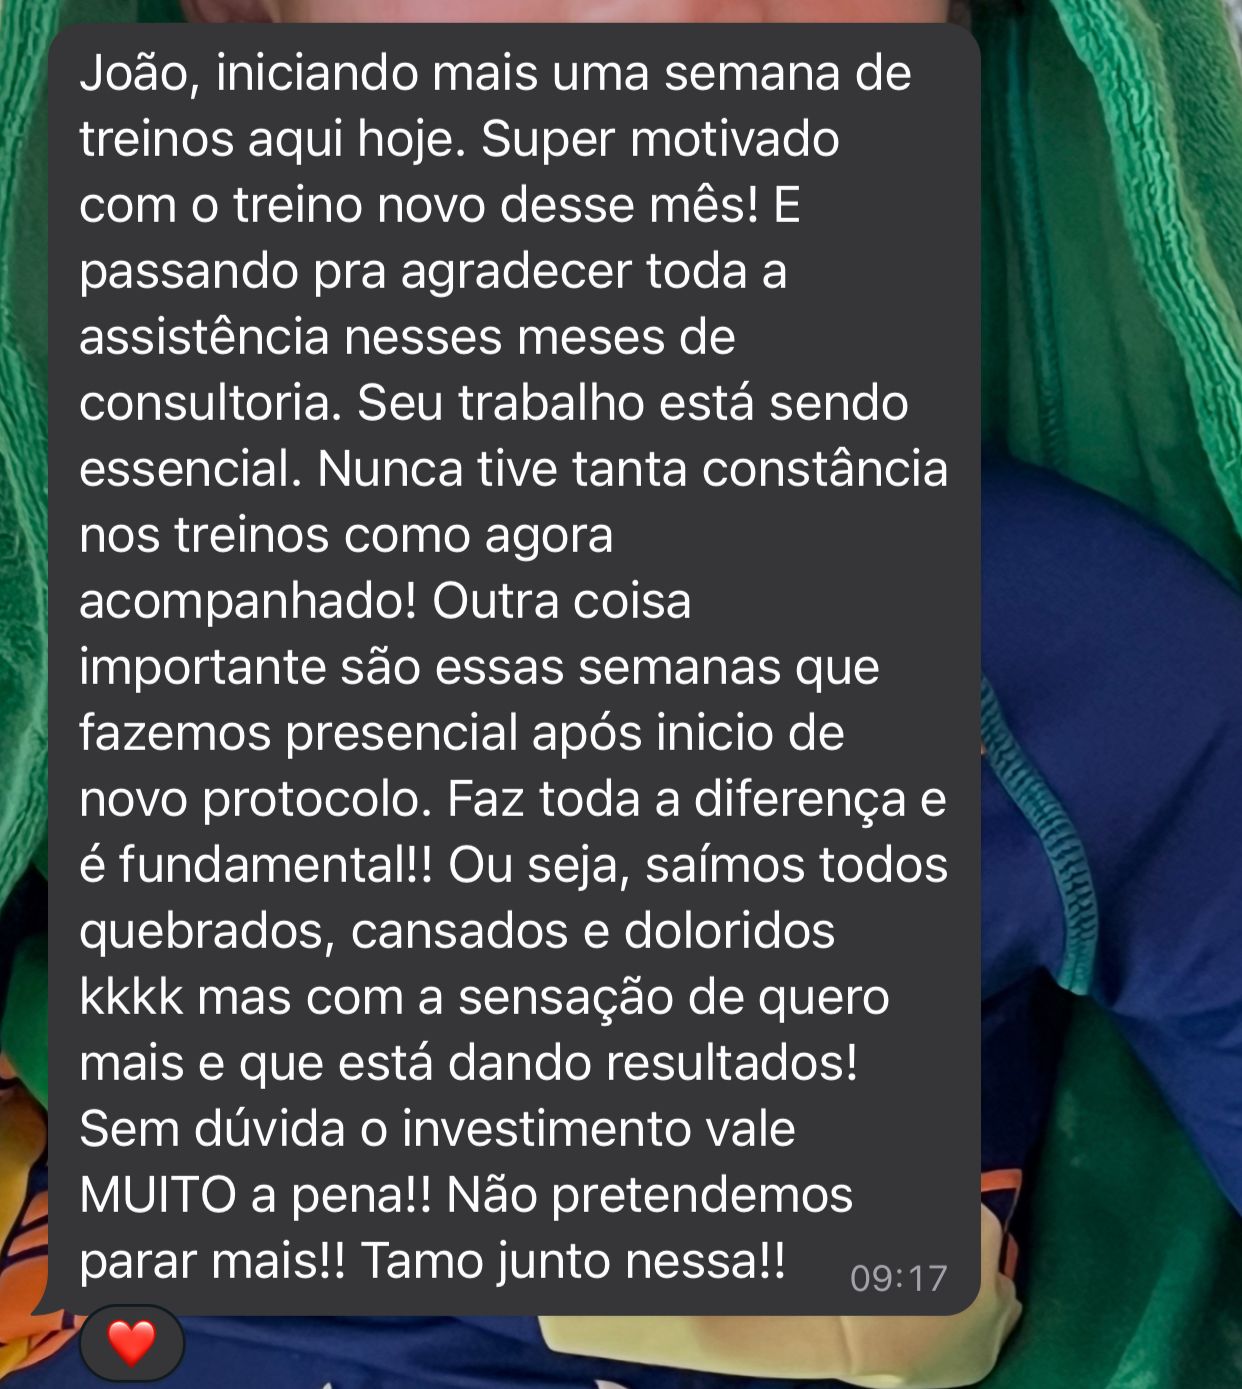 João, iniciando mais uma semana de
treinos aqui hoje. Super motivado
com o treino novo desse mês! E
passando pra agradecer toda a
assistência nesses meses de
consultoria. Seu trabalho está sendo
essencial. Nunca tive tanta constância
nos treinos como agora
acompanhado! Outra coisa
importante são essas semanas que
fazemos presencial após inicio de
novo protocolo. Faz toda a diferença e
é fundamental!! Ou seja, saímos todos
quebrados, cansados e doloridos
kkkk mas com a sensação de quero
mais e que está dando resultados!
Sem dúvida o investimento vale
MUITO a pena!! Não pretendemos
parar mais!! Tamo junto nessa!!
09:17